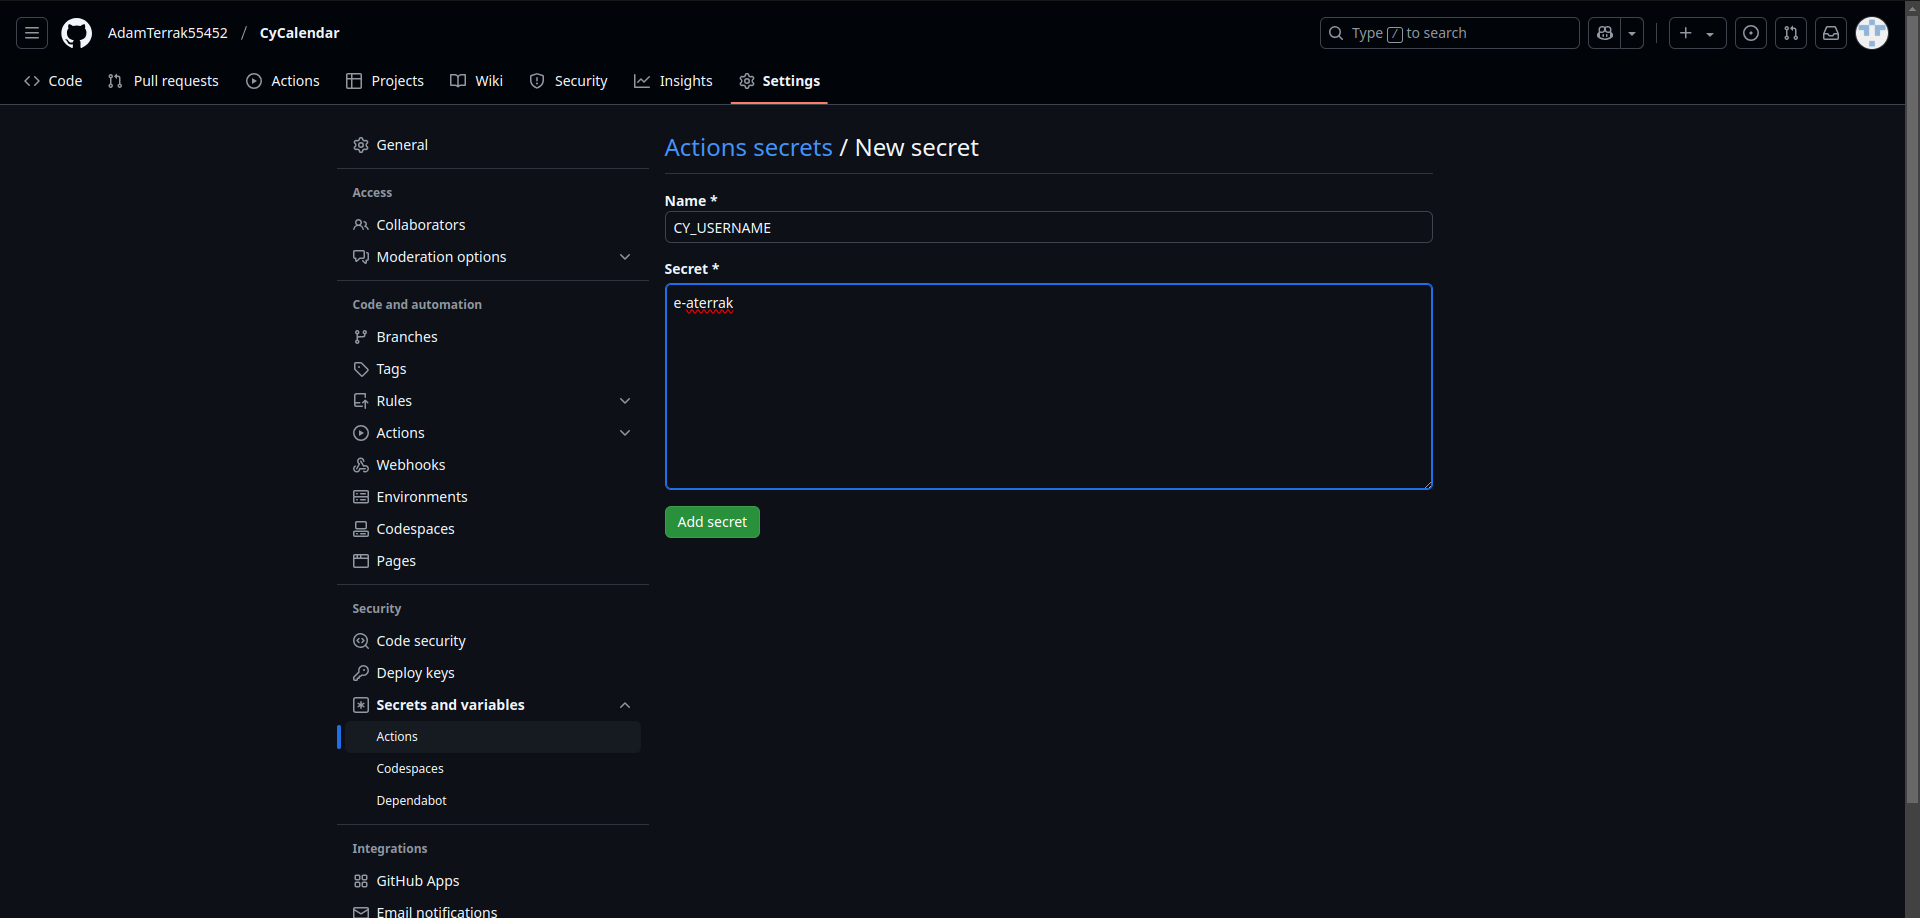 AdamTerrak55452 / CyCalendar
Type / to search
Code
Pull requests
Actions
Projects
Wiki
Security
Insights
Settings
General
Access
Collaborators
Moderation options
Code and automation
Branches
Tags
Rules
Actions
Webhooks
Environments
Codespaces
Pages
Security
Code security
Deploy keys
Secrets and variables
Actions
Codespaces
Dependabot
Integrations
GitHub Apps
Email notifications
Actions secrets / New secret
Name *
CY_USERNAME
Secret *
e-aterrak
Add secret